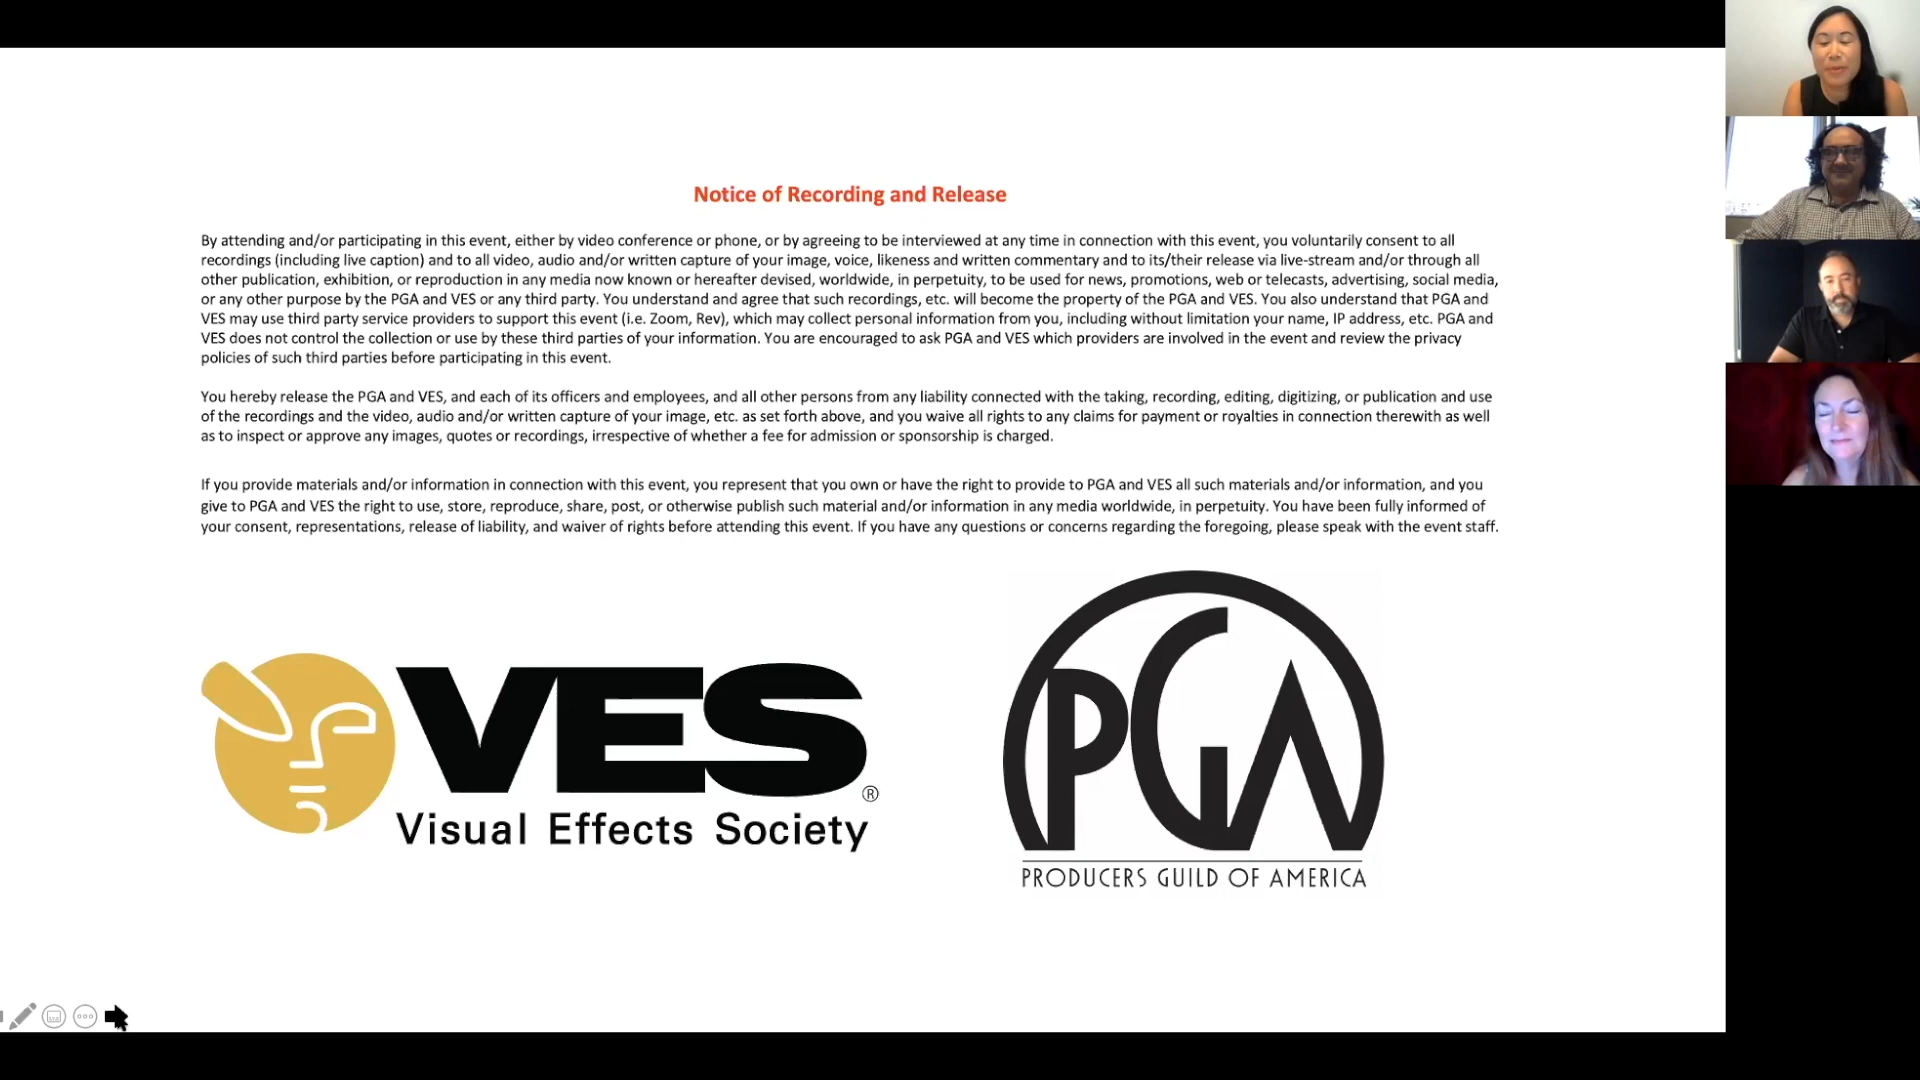 Notice of Recording and Release
By attending and/or participating in this event, either by video conference or phone, or by agreeing to be interviewed at any time in connection with this event, you voluntarily consent to all
recordings (including live caption) and to all video, audio and/or written capture of your image, voice, likeness and written commentary and to its/their release via live-stream and/or through all
other publication, exhibition, or reproduction in any media now known or hereafter devised, worldwide, in perpetuity, to be used for news, promotions, web or telecasts, advertising, social media,
or any other purpose by the PGA and VES or any third party. You understand and agree that such recordings, etc. will become the property of the PGA and VES. You also understand that PGA and
VES may use third party service providers to support this event (i.e. Zoom, Rev), which may collect personal information from you, including without limitation your name, IP address, etc. PGA and
VES does not control the collection or use by these third parties of your information. You are encouraged to ask PGA and VES which providers are involved in the event and review the privacy
policies of such third parties before participating in this event.
You hereby release the PGA and VES, and each of its officers and employees, and all other persons from any liability connected with the taking, recording, editing, digitizing, or publication and use
of the recordings and the video, audio and/or written capture of your image, etc. as set forth above, and you waive all rights to any claims for payment or royalties in connection therewith as well
as to inspect or approve any images, quotes or recordings, irrespective of whether a fee for admission or sponsorship is charged.
If you provide materials and/or information in connection with this event, you represent that you own or have the right to provide to PGA and VES all such materials and/or information, and you
give to PGA and VES the right to use, store, reproduce, share, post, or otherwise publish such material and/or information in any media worldwide, in perpetuity. You have been fully informed of
your consent, representations, release of liability, and waiver of rights before attending this event. If you have any questions or concerns regarding the foregoing, please speak with the event staff.
VES®
Visual Effects Society
PGA
PRODUCERS GUILD OF AMERICA